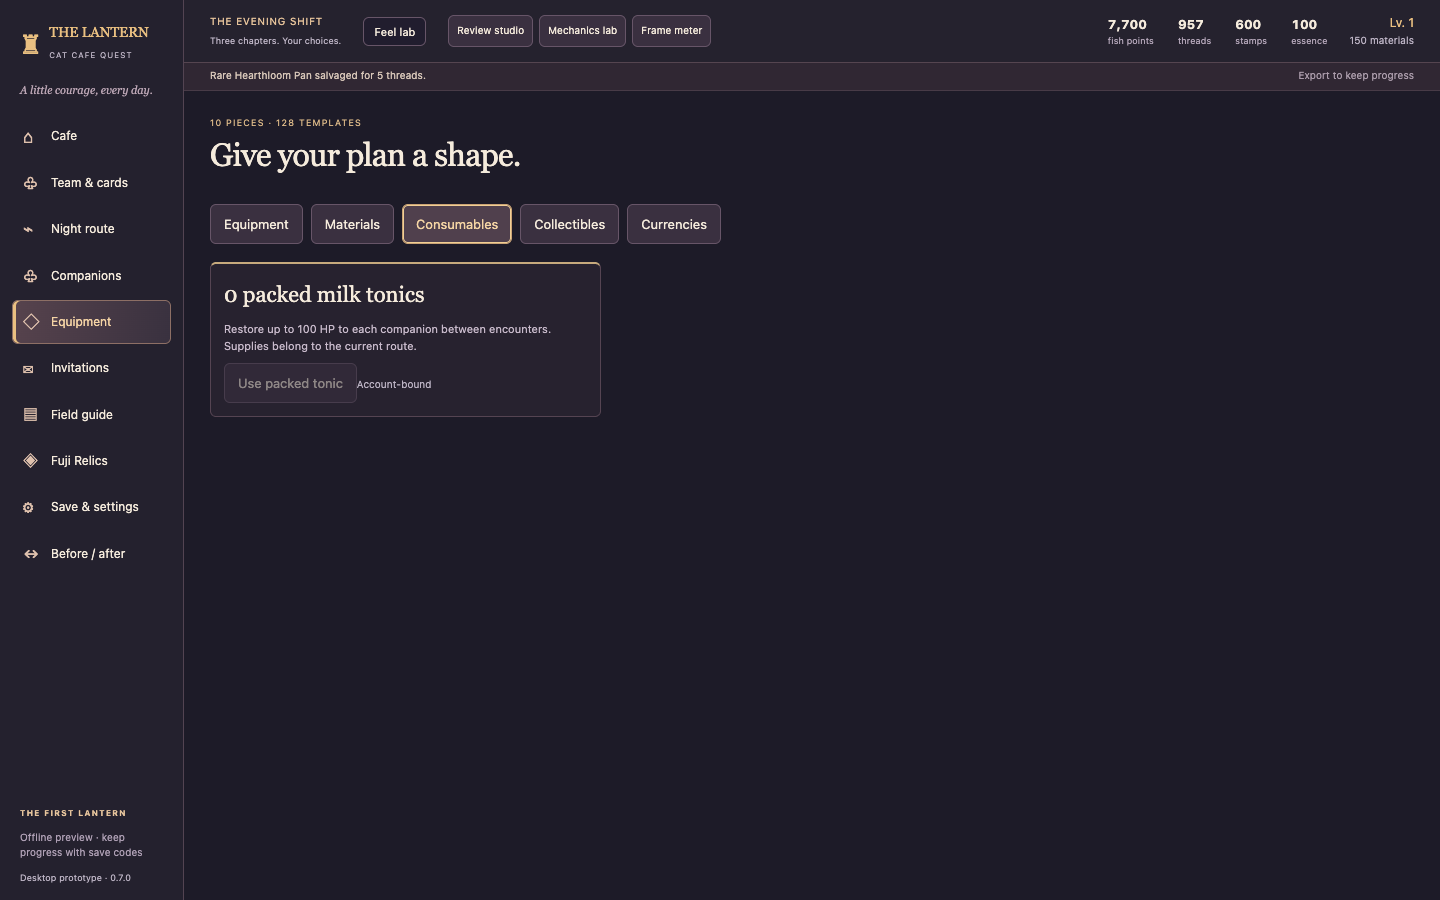 THE LANTERN
CAT CAFE QUEST
A little courage, every day.
Cafe
Team & cards
Night route
Companions
Equipment
Invitations
Field guide
Fuji Relics
Save & settings
Before / after
THE FIRST LANTERN
Offline preview · keep
progress with save codes
Desktop prototype · 0.7.0
THE EVENING SHIFT
Three chapters. Your choices.
Feel lab
Review studio
Mechanics lab
Frame meter
7,700
fish points
957
threads
600
stamps
100
essence
Lv. 1
150 materials
Rare Hearthloom Pan salvaged for 5 threads.
Export to keep progress
10 PIECES · 128 TEMPLATES
Give your plan a shape.
Equipment
Materials
Consumables
Collectibles
Currencies
0 packed milk tonics
Restore up to 100 HP to each companion between encounters.
Supplies belong to the current route.
Use packed tonic
Account-bound